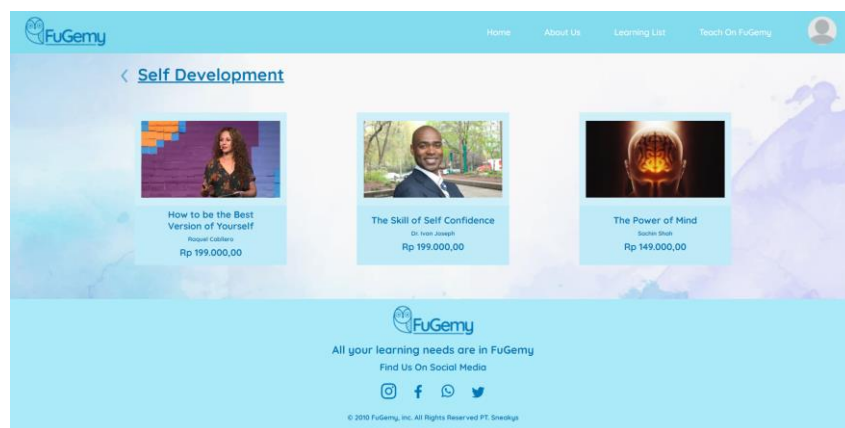 FuGemy
Home
About Us
Learning List
Teach On FuGemy
Self Development
How to be the Best
Version of Yourself
Raquel Cabllero
Rp 199.000,00
The Skill of Self Confidence
Dr. Ivan Joseph
Rp 199.000,00
The Power of Mind
Sachin Shah
Rp 149.000,00
FuGemy
All your learning needs are in FuGemy
Find Us On Social Media
© 2010 FuGemy, Inc. All Rights Reserved PT. Sneakys